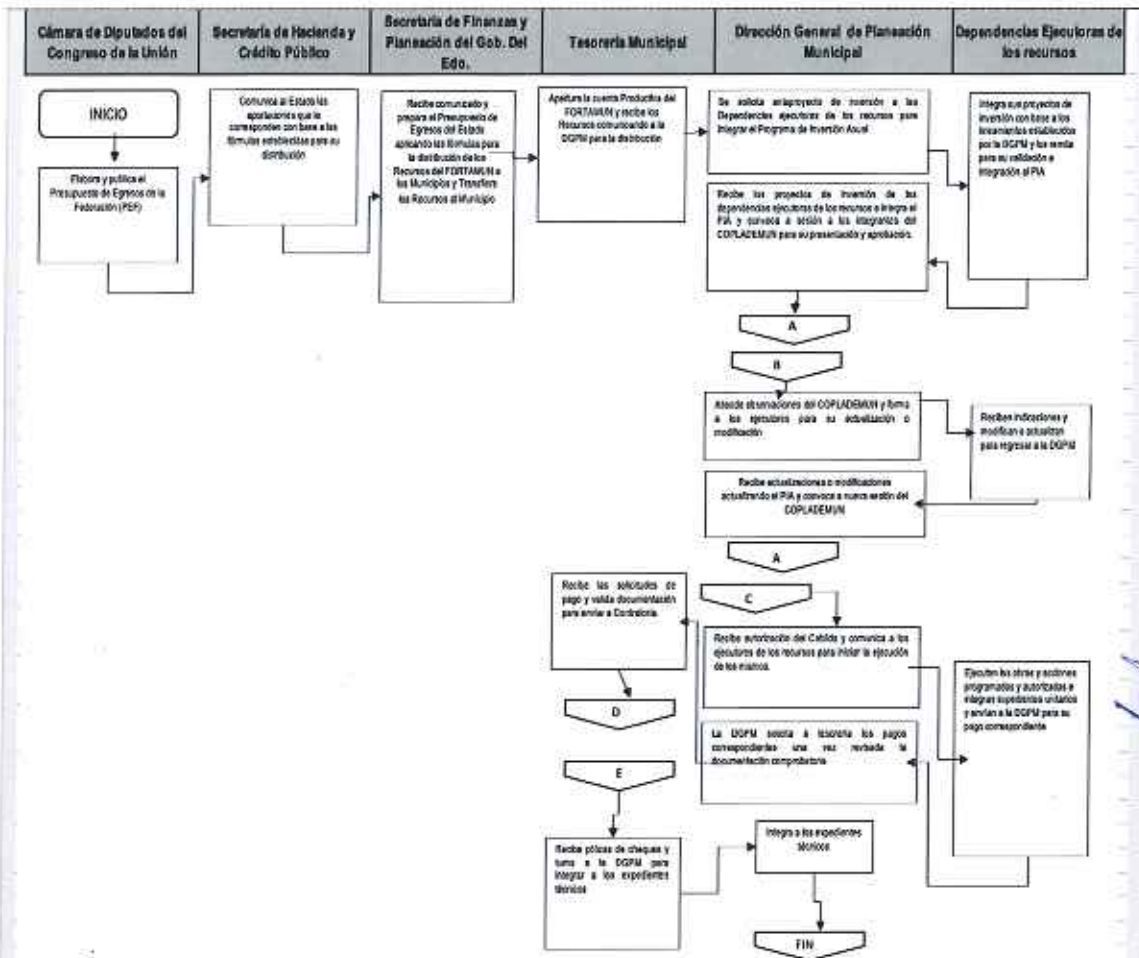 Cámara de Diputados del
Congreso de la Unión
Secretaría de Hacienda y
Crédito Público
Secretaría de Finanzas y
Planeación del Gob. Del
Edo.
Tesorería Municipal
Dirección General de Planeación
Municipal
Dependencias Ejecutoras de
los recursos
INICIO
Elabora y publica el
Presupuesto de Egresos de la
Federación (PEF)
Comunica al Estado las
aportaciones que le
corresponden con base a las
fórmulas establecidas para su
distribución
Recibe comunicado y
prepara el Presupuesto de
Egresos del Estado
aplicando las fórmulas para
la distribución de los
Recursos del FORTAMUN a
los Municipios y Transfiere
los Recursos al Municipio
Apertura la cuenta Productiva del
FORTAMUN y recibe los
Recursos comunicando a la
DGPM para la distribución
Se solicita anteproyecto de inversión a las
Dependencias ejecutoras de los recursos para
integrar el Programa de Inversión Anual
Integra sus proyectos de
inversión con base a los
lineamientos establecidos
por la DGPM y los remite
para su validación e
integración al PIA
Recibe los proyectos de inversión de las
dependencias ejecutoras de los recursos e integra el
PIA y convoca a sesión a los integrantes del
COPLADEMUN para su presentación y aprobación.
A
B
Atiende observaciones del COPLADEMUN y
a los ejecutores para su actualización o
modificación
Reciben indicaciones y
modifican o actualizan
para regresar a la DGPM
Recibe actualizaciones o modificaciones
actualizando el PIA y convoca a nueva sesión del
COPLADEMUN
A
C
Recibe las solicitudes de
pago y valida documentación
para enviar a Contraloría.
Recibe autorización del Cabildo y comunica a los
ejecutores de los recursos para iniciar la ejecución
de los mismos.
Ejecutan las obras y acciones
programadas y autorizadas e
integran expedientes unitarios
y envían a la DGPM para su
pago correspondiente
D
La DGPM solicita a tesorería los pagos
correspondientes una vez revisada la
documentación comprobatoria
E
Recibe pólizas de cheques y
turna a la DGPM para
integrar a los expedientes
técnicos
Integra a los expedientes
técnicos
FIN